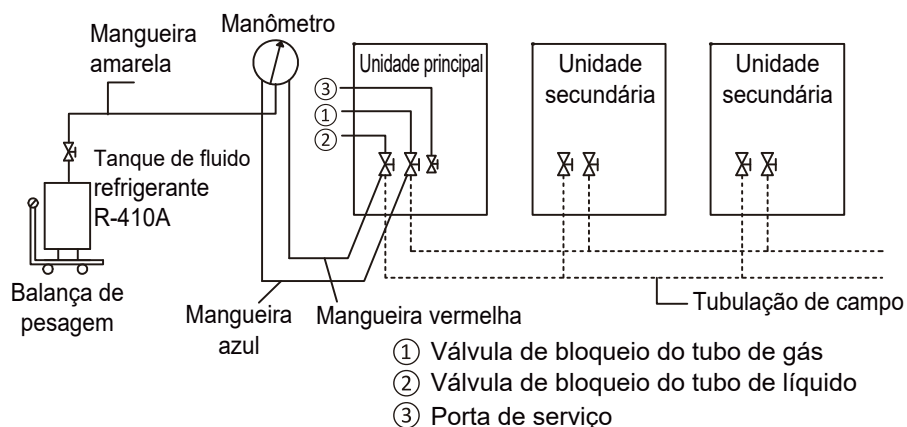 Mangueira
amarela
Manômetro
Unidade principal
Unidade
secundária
Unidade
secundária
③
①
②
Tanque de fluido
refrigerante
R-410A
Balança de
pesagem
Mangueira
azul
Mangueira vermelha
Tubulação de campo
① Válvula de bloqueio do tubo de gás
② Válvula de bloqueio do tubo de líquido
③ Porta de serviço